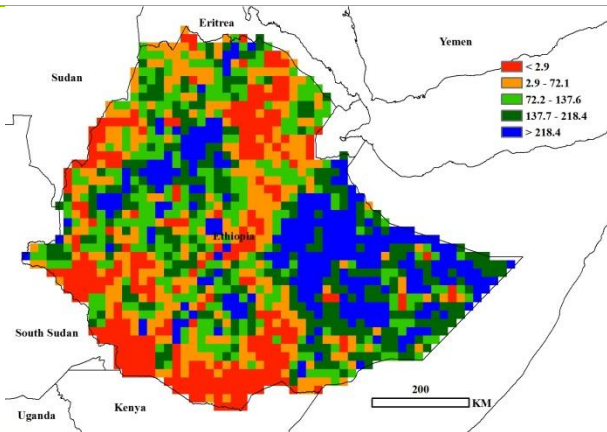 Eritrea
Yemen
Sudan
< 2.9
2.9 - 72.1
72.2 - 137.6
137.7 - 218.4
> 218.4
Ethiopia
South Sudan
200
KM
Uganda
Kenya